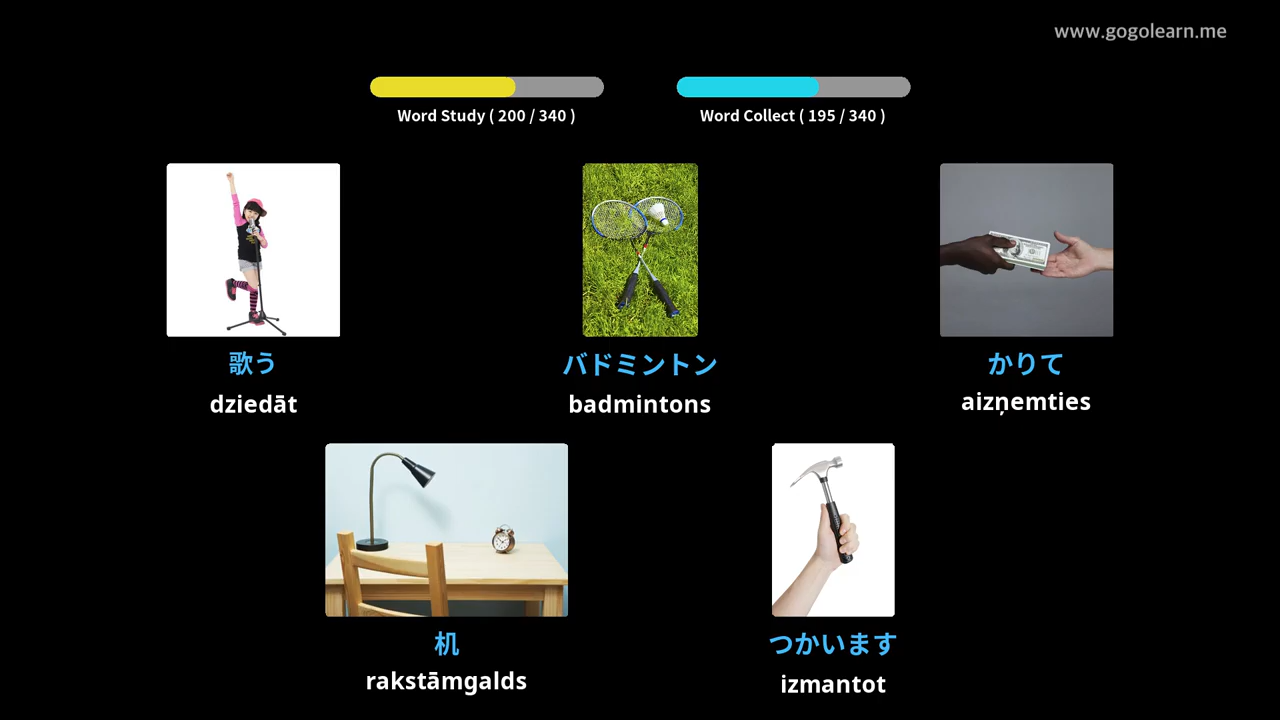 www.gogolearn.me
Word Study ( 200 / 340 )
Word Collect ( 195 / 340 )
歌う
dziedāt
バドミントン
badmintons
かりて
aizņemties
机
rakstāmgalds
つかいます
izmantot